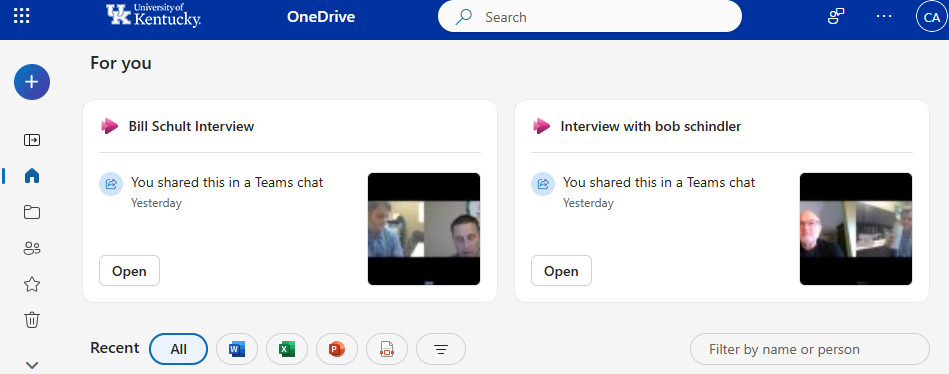 University of
Kentucky.
OneDrive
Search
CA
For you
Bill Schult Interview
You shared this in a Teams chat
Yesterday
Open
Interview with bob schindler
You shared this in a Teams chat
Yesterday
Open
Recent
All
Filter by name or person